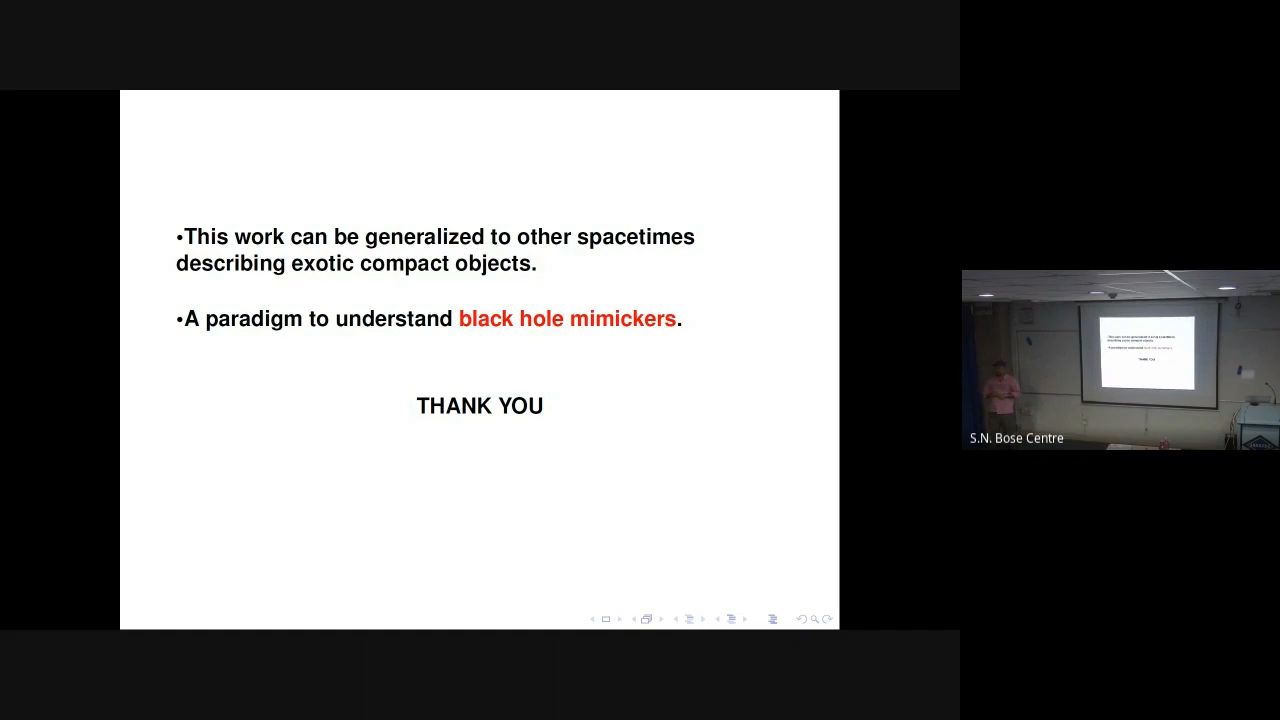 •This work can be generalized to other spacetimes
describing exotic compact objects.
•A paradigm to understand black hole mimickers.
THANK YOU
S.N. Bose Centre